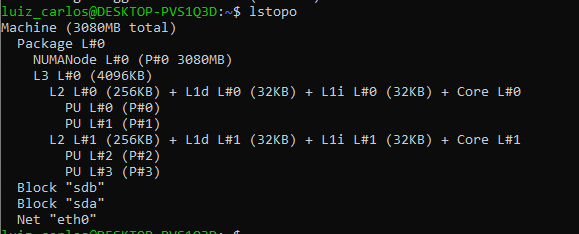 luiz_carlos@DESKTOP-PVS1Q3D:~$ lstopo
Machine (3080MB total)
  Package L#0
    NUMANode L#0 (P#0 3080MB)
    L3 L#0 (4096KB)
      L2 L#0 (256KB) + L1d L#0 (32KB) + L1i L#0 (32KB) + Core L#0
        PU L#0 (P#0)
        PU L#1 (P#1)
      L2 L#1 (256KB) + L1d L#1 (32KB) + L1i L#1 (32KB) + Core L#1
        PU L#2 (P#2)
        PU L#3 (P#3)
  Block "sdb"
  Block "sda"
  Net "eth0"
luiz_carlos@DESKTOP-PVS1Q3D:~$